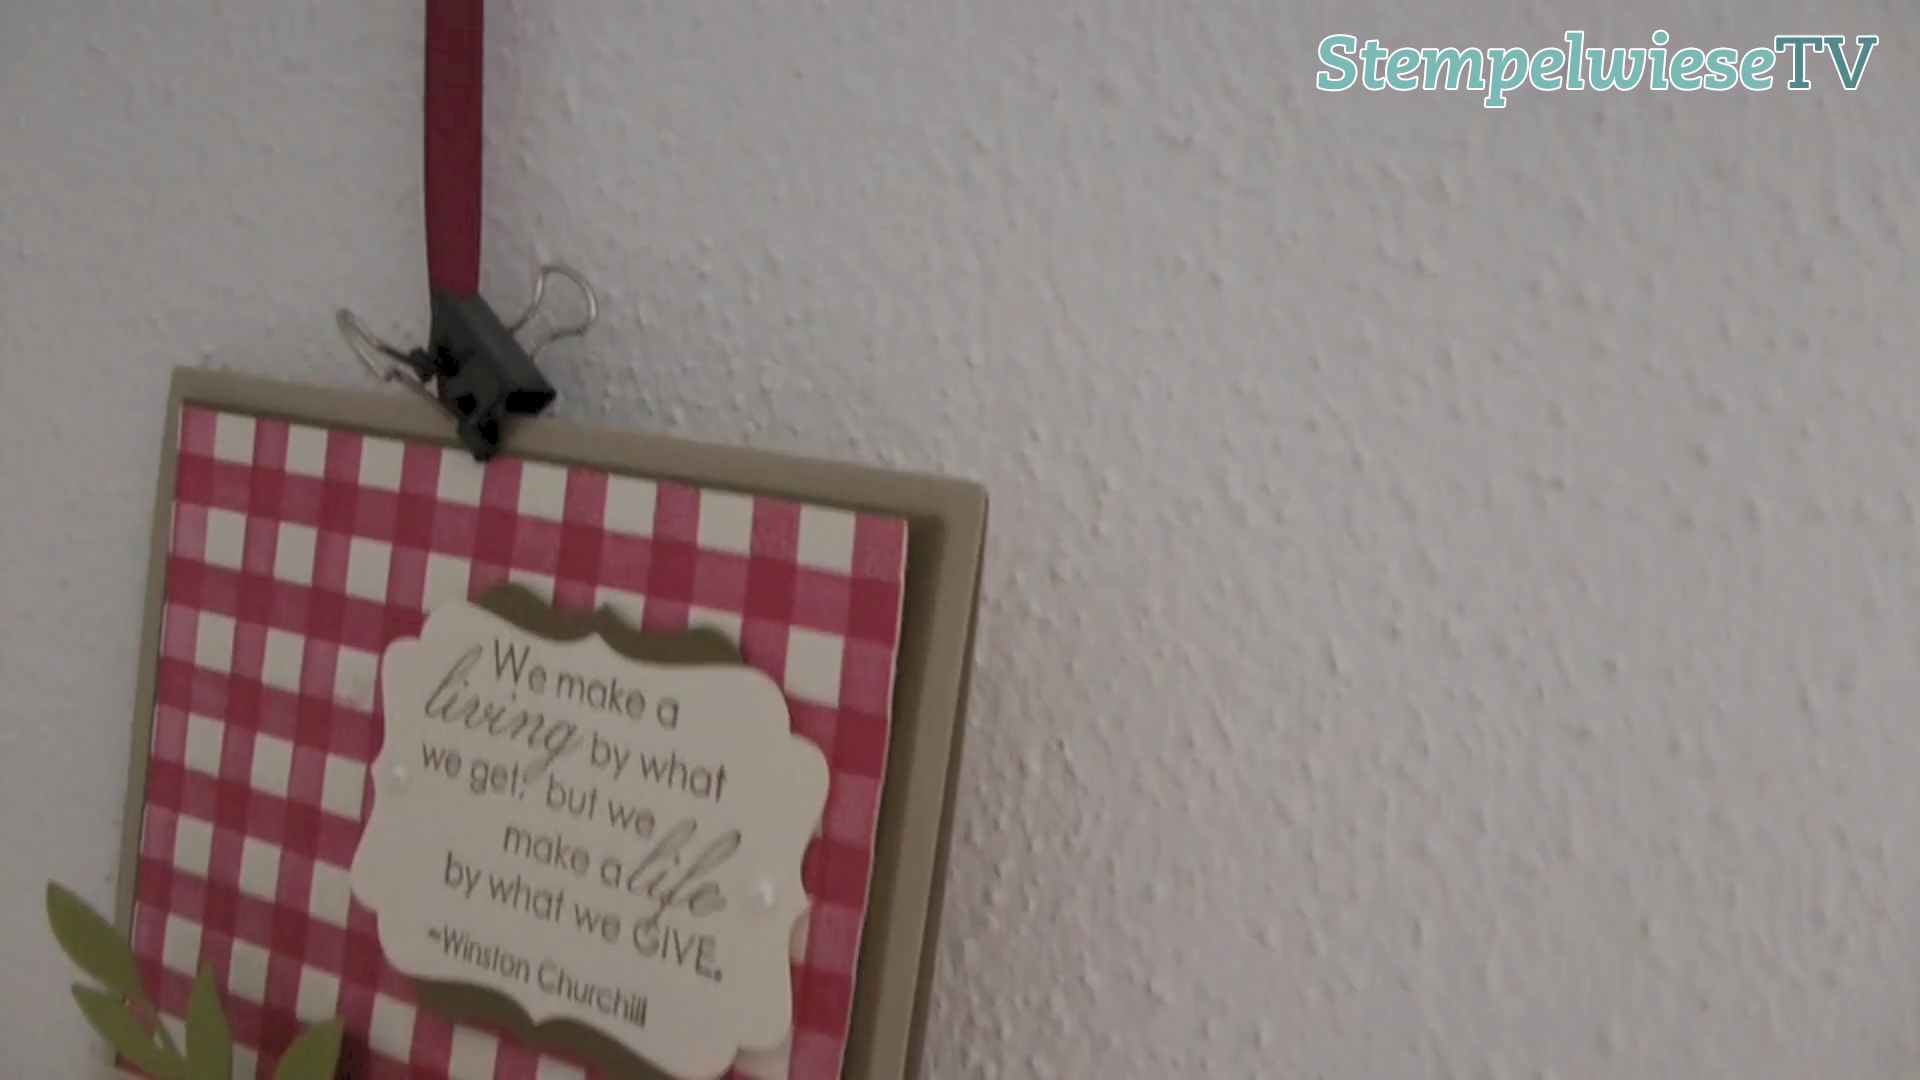 StempelwieseTV
We make a
living by what
we get; but we
make a life
by what we GIVE.
~Winston Churchill